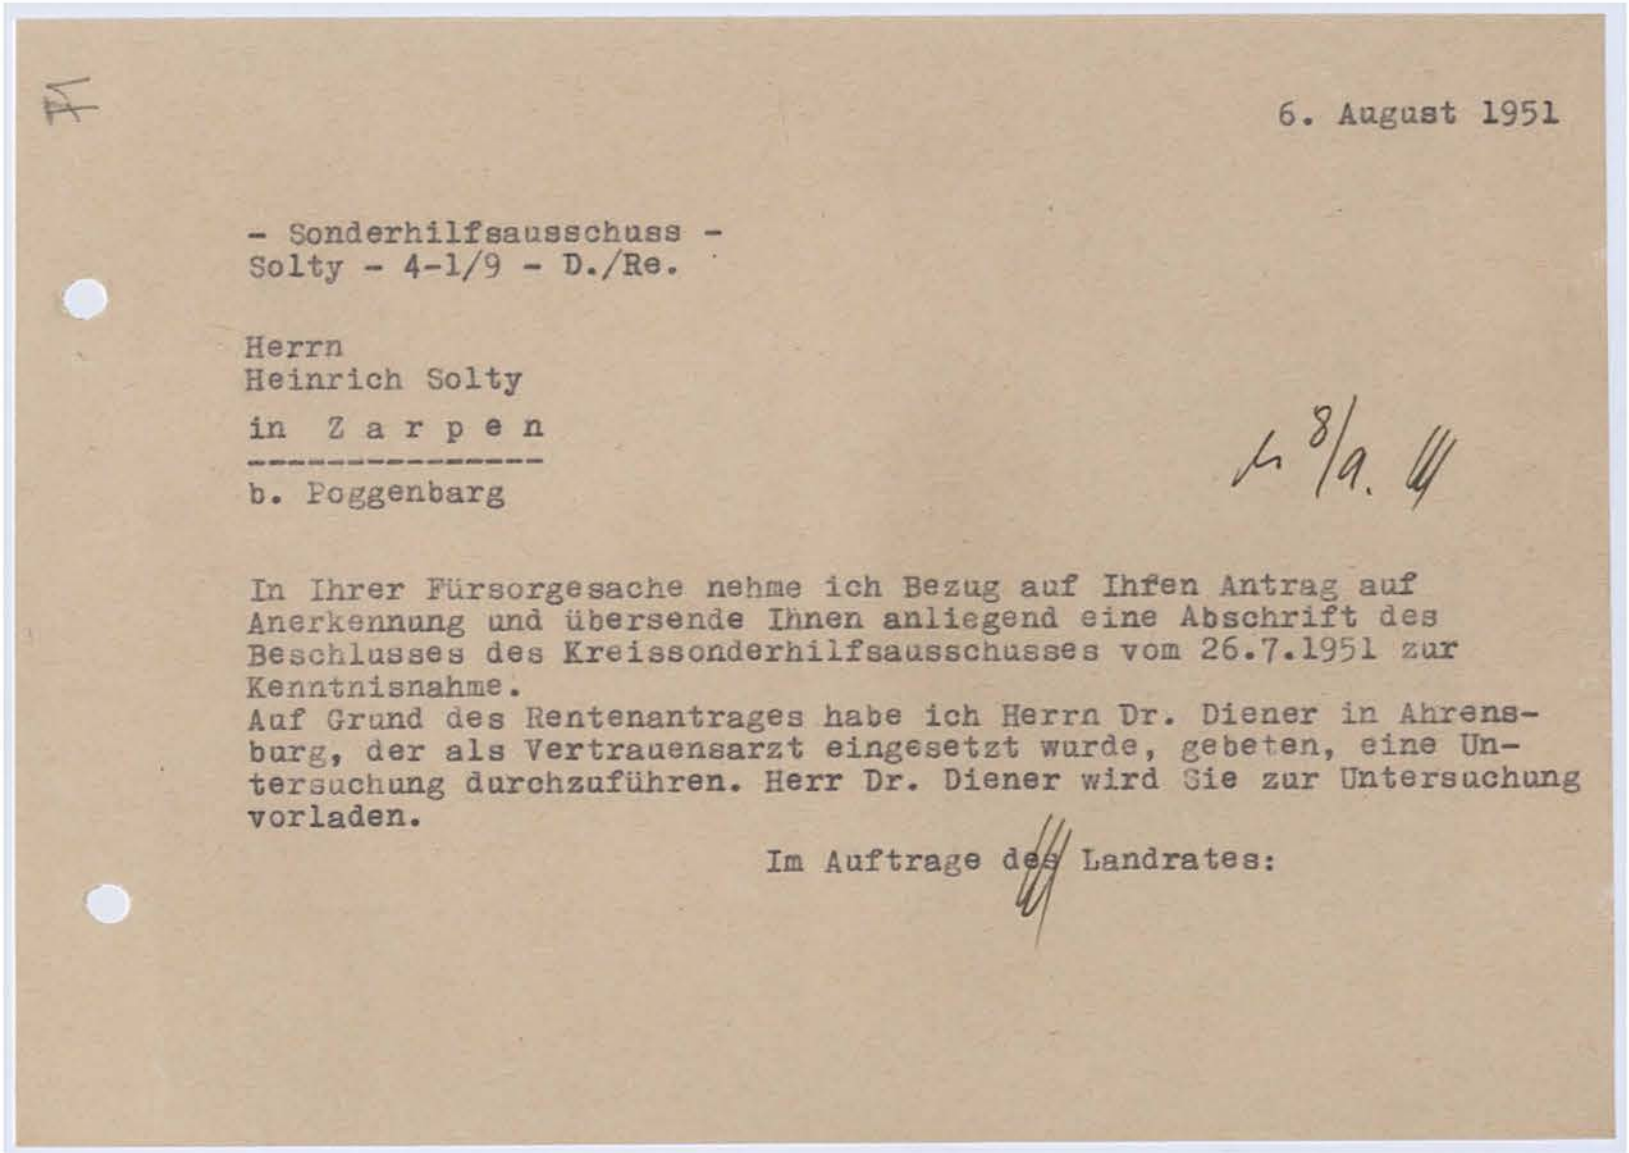 6. August 1951
- Sonderhilfsausschuss -
Solty - 4-1/9 - D./Re.
Herrn
Heinrich Solty
in Zarpen
---------------
b. Poggenbarg
8/9.
In Ihrer Fürsorgesache nehme ich Bezug auf Ihren Antrag auf
Anerkennung und übersende Ihnen anliegend eine Abschrift des
Beschlusses des Kreissonderhilfsausschusses vom 26.7.1951 zur
Kenntnisnahme.
Auf Grund des Rentenantrages habe ich Herrn Dr. Diener in Ahrens-
burg, der als Vertrauensarzt eingesetzt wurde, gebeten, eine Un-
tersuchung durchzuführen. Herr Dr. Diener wird Sie zur Untersuchung
vorladen.
Im Auftrage des Landrates: